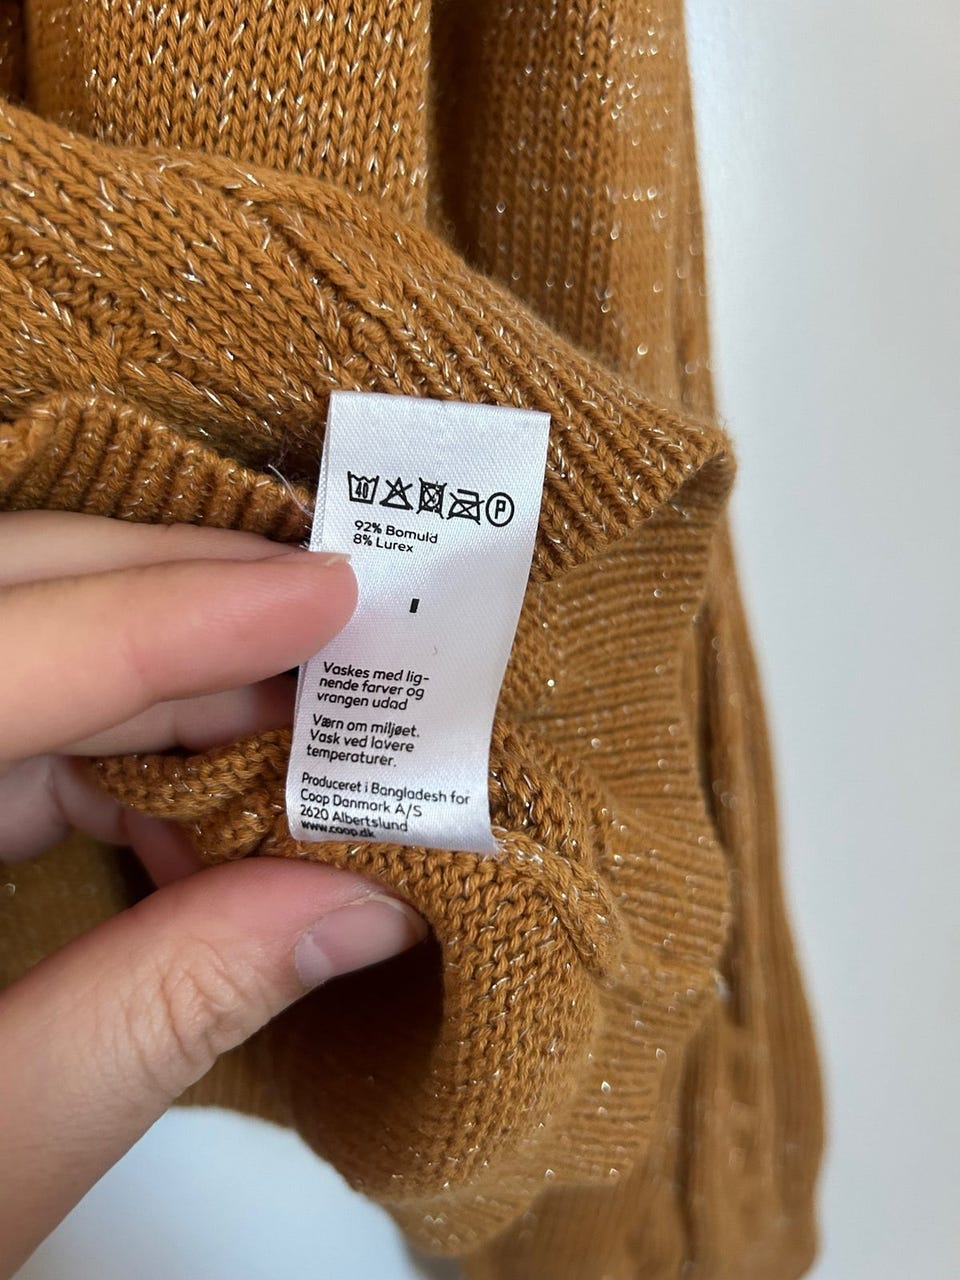 40
P
92% Bomuld
8% Lurex
Vaskes med lig-
nende farver og
vrangen udad
Værn om miljøet.
Vask ved lavere
temperaturer.
Produceret i Bangladesh for
Coop Danmark A/S
2620 Albertslund
www.coop.dk